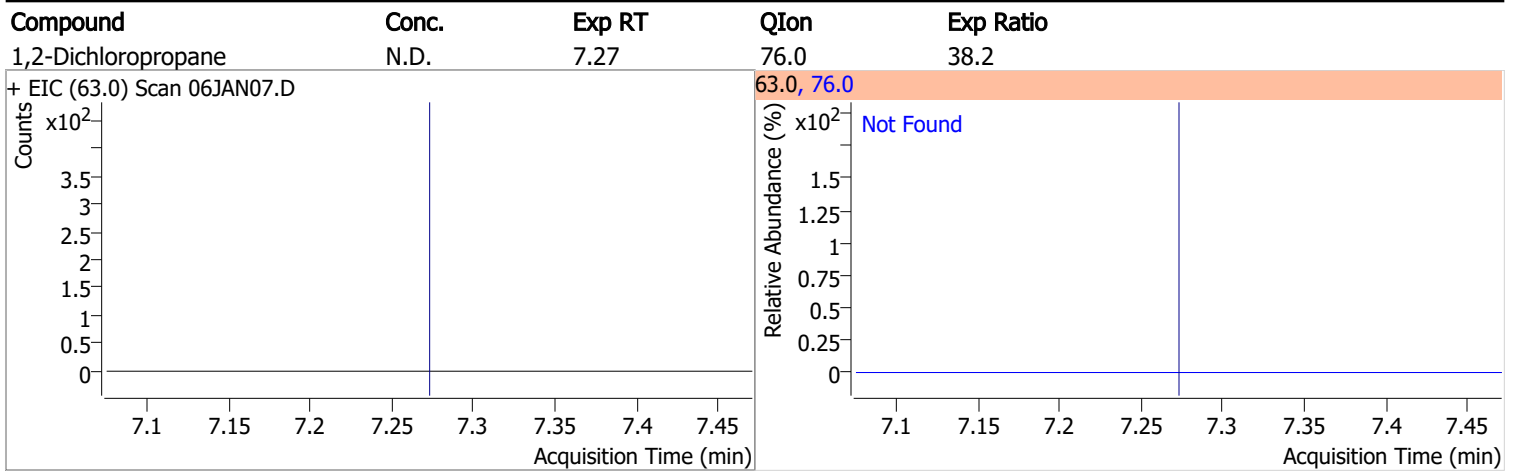 Compound Conc. Exp RT QIon Exp Ratio
1,2-Dichloropropane N.D. 7.27 76.0 38.2
+ EIC (63.0) Scan 06JAN07.D
Counts
x10²
3.5
3
2.5
2
1.5
1
0.5
0
7.1 7.15 7.2 7.25 7.3 7.35 7.4 7.45
Acquisition Time (min)
63.0, 76.0
Relative Abundance (%)
x10²
Not Found
1.5
1.25
1
0.75
0.5
0.25
0
7.1 7.15 7.2 7.25 7.3 7.35 7.4 7.45
Acquisition Time (min)